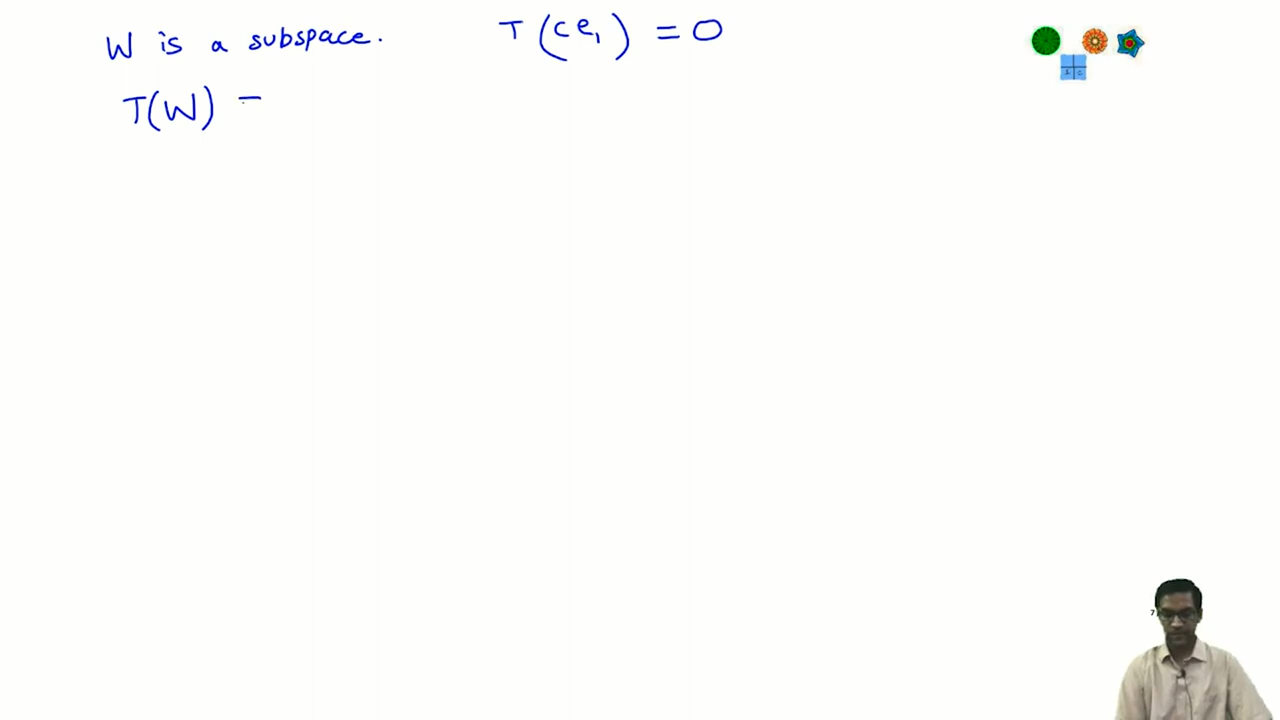 W is a subspace. T(ce₁) = 0
T(W) =